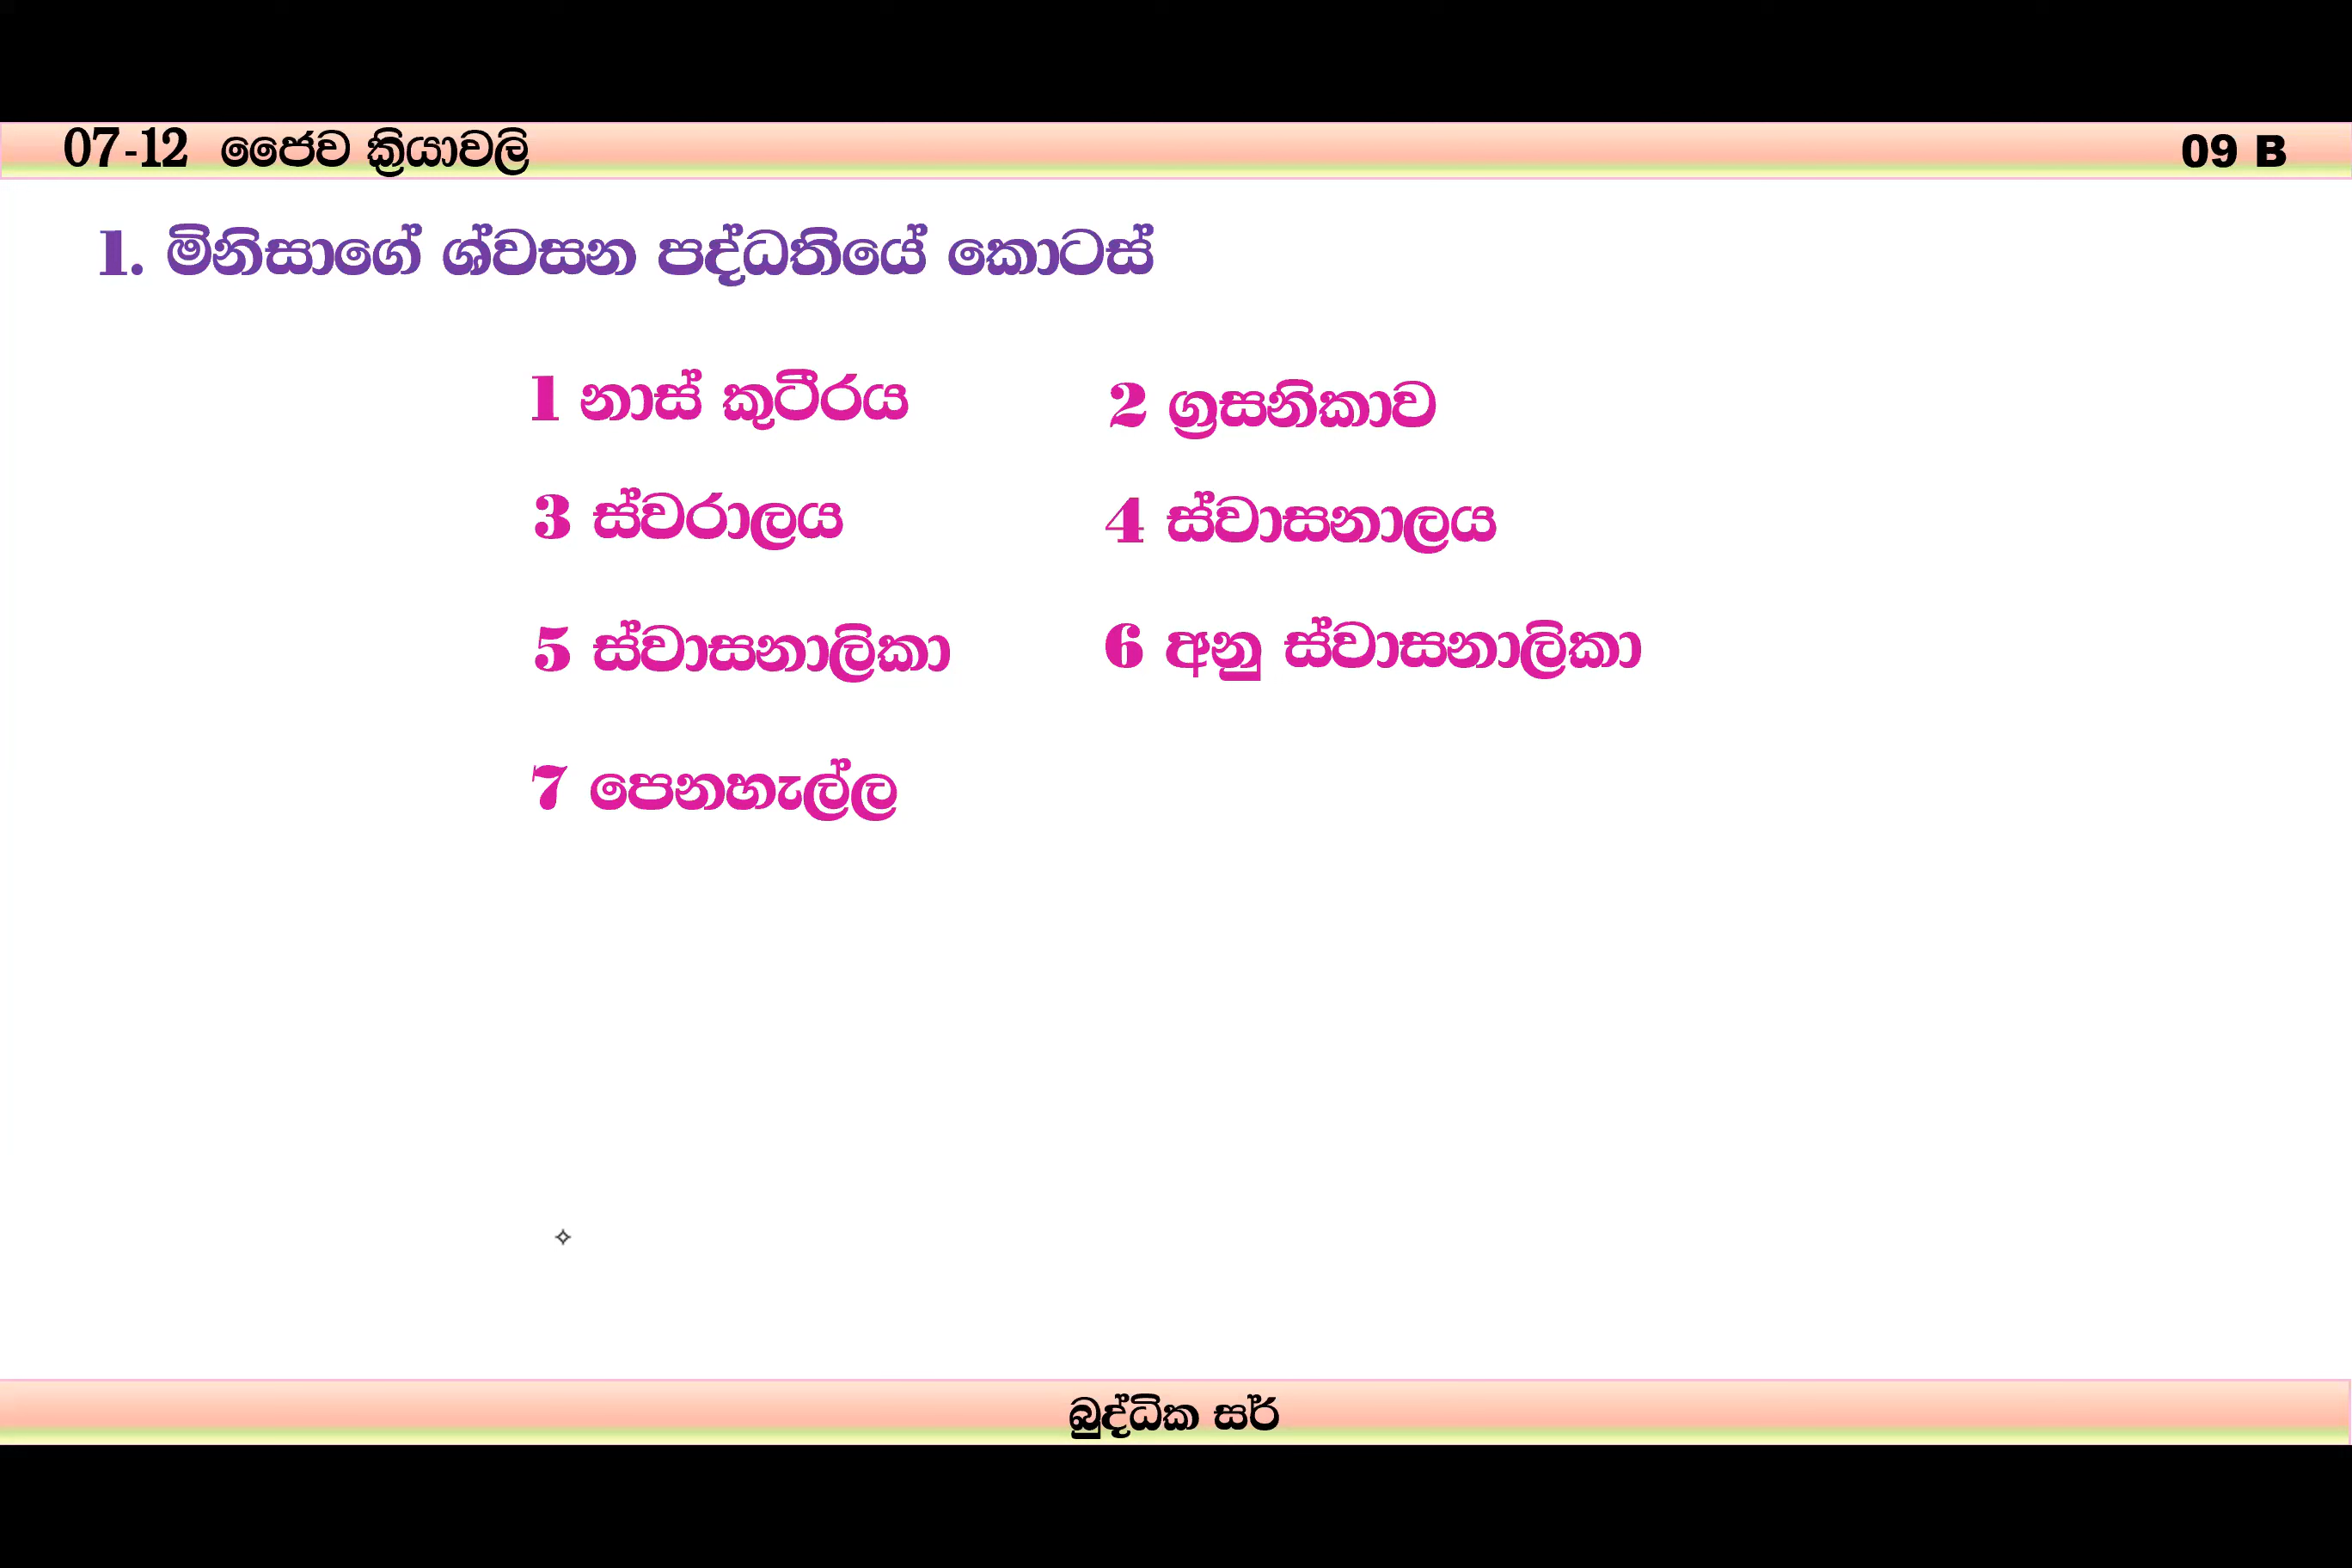 07-12 ජෛව ක්‍රියාවලි 09 B
1. මිනිසාගේ ශ්වසන පද්ධතියේ කොටස්
1 නාස් කුටීරය 2 ග්‍රසනිකාව
3 ස්වරාලය 4 ස්වාසනාලය
5 ස්වාසනාලිකා 6 අනු ස්වාසනාලිකා
7 පෙනහැල්ල
බුද්ධික සර්